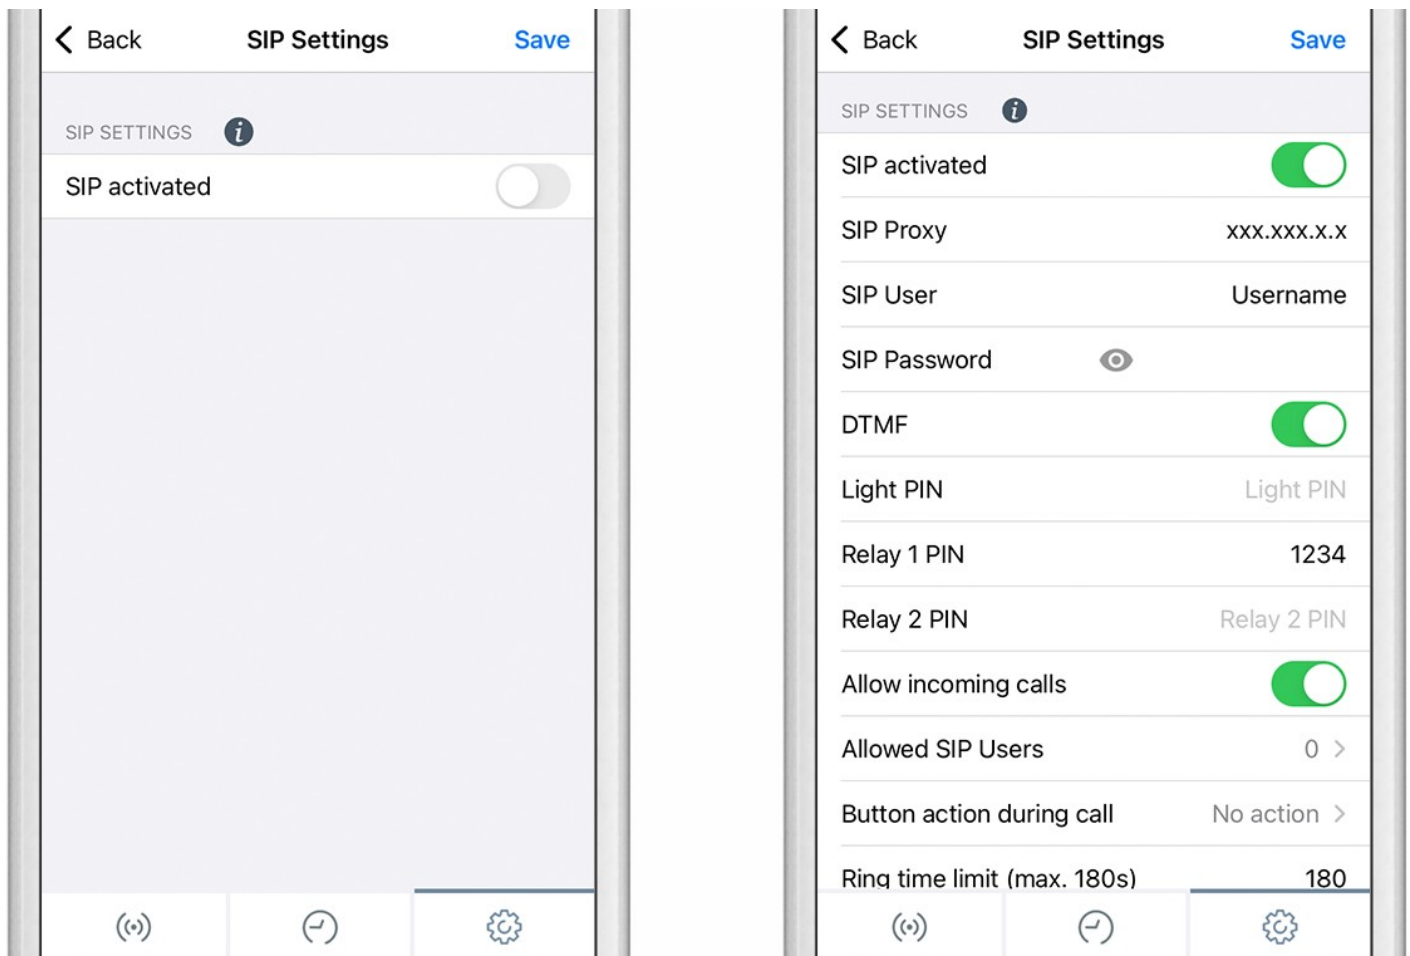 Back SIP Settings Save
SIP SETTINGS i
SIP activated
Back SIP Settings Save
SIP SETTINGS i
SIP activated
SIP Proxy xxx.xxx.x.x
SIP User Username
SIP Password
DTMF
Light PIN Light PIN
Relay 1 PIN 1234
Relay 2 PIN Relay 2 PIN
Allow incoming calls
Allowed SIP Users 0
Button action during call No action
Ring time limit (max. 180s) 180